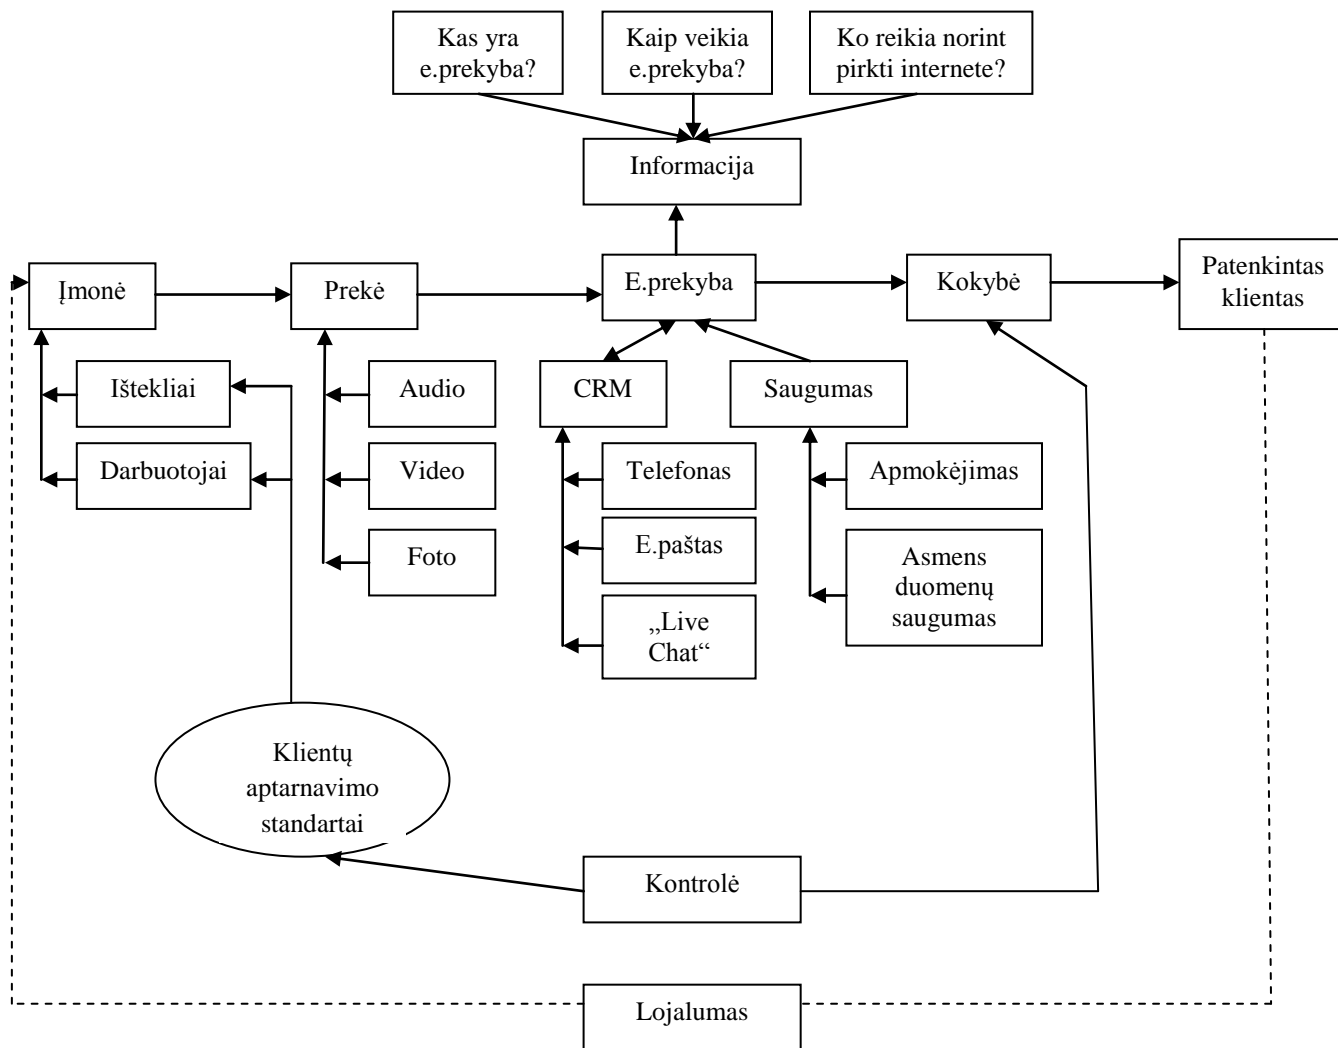 Kas yra
e.prekyba?
Kaip veikia
e.prekyba?
Ko reikia norint
pirkti internete?
Informacija
Įmonė
Prekė
E.prekyba
Kokybė
Patenkintas
klientas
Ištekliai
Audio
CRM
Saugumas
Darbuotojai
Video
Telefonas
Apmokėjimas
Foto
E.paštas
Asmens
duomenų
saugumas
„Live
Chat“
Klientų
aptarnavimo
standartai
Kontrolė
Lojalumas